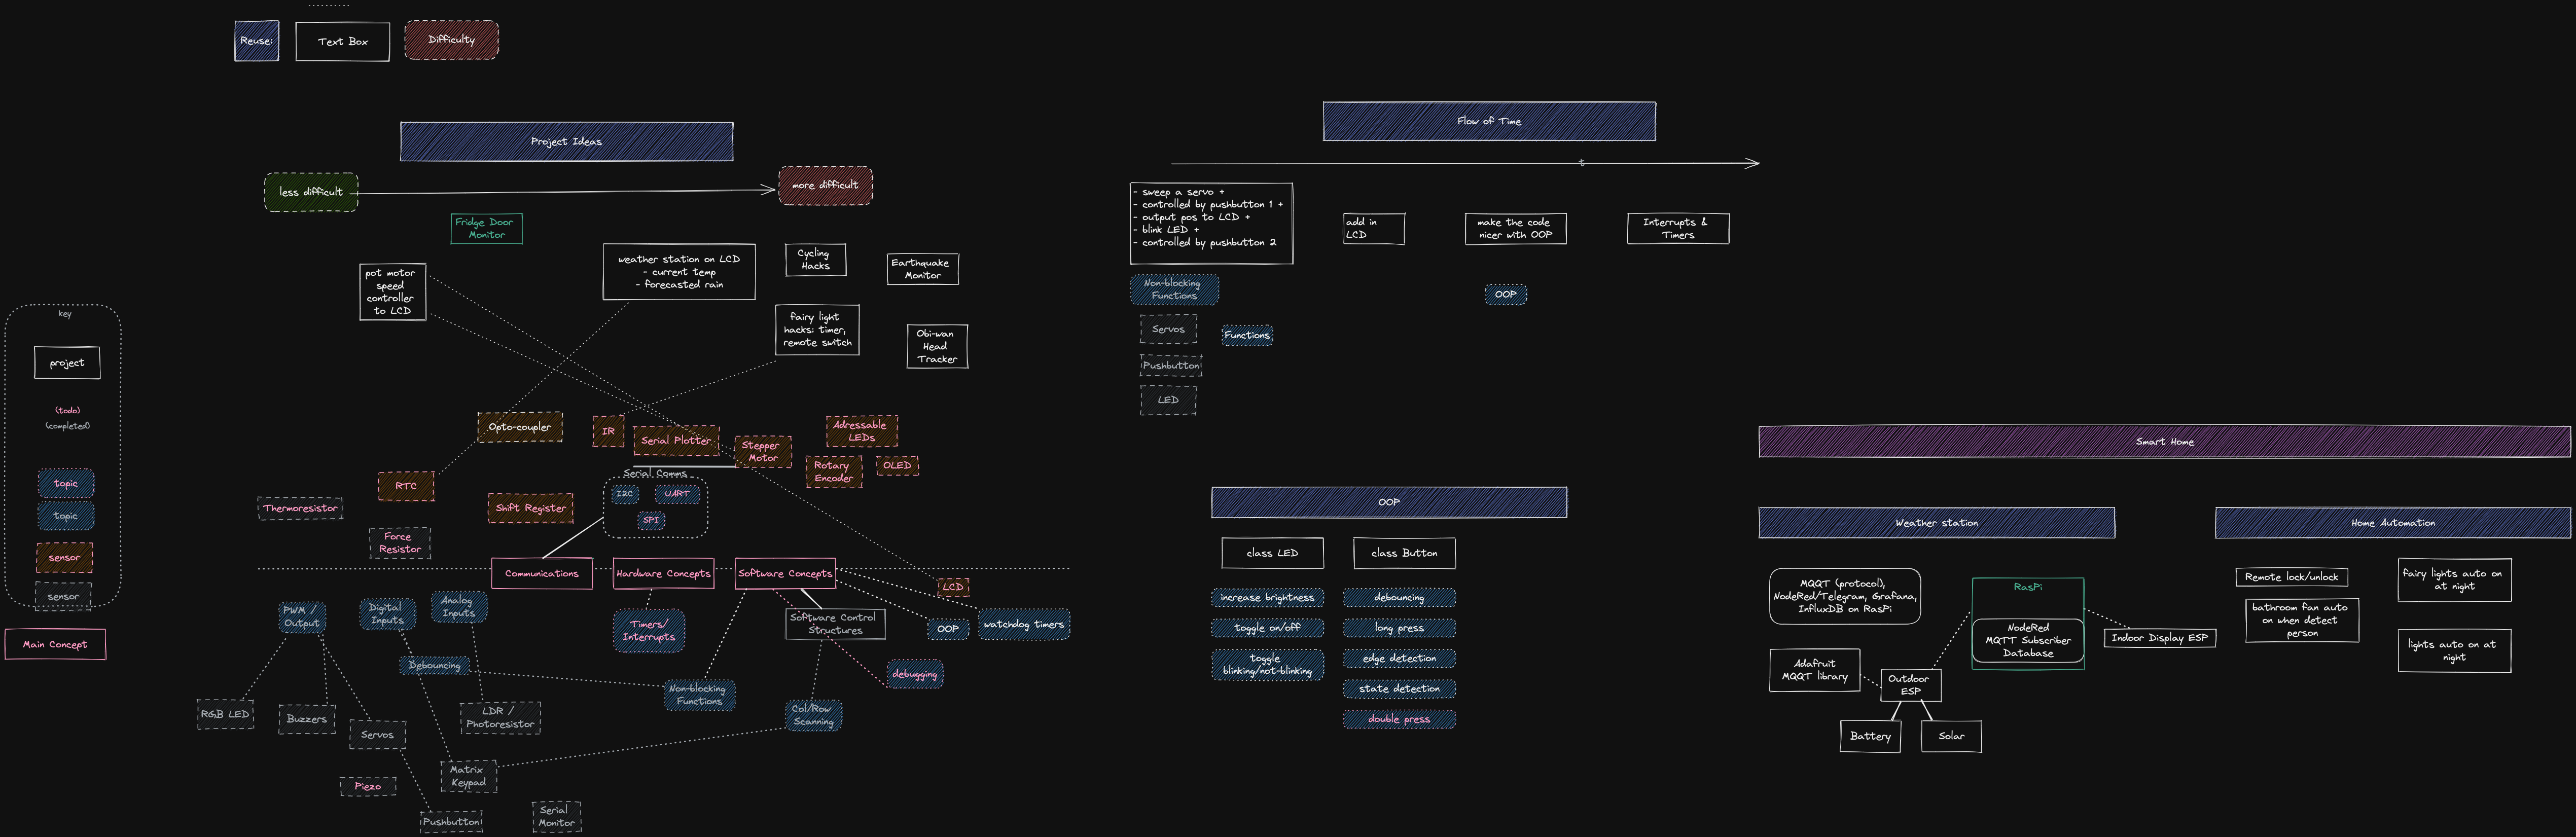 Reuse:
Text Box
Difficulty
Project Ideas
less difficult
more difficult
Fridge Door
Monitor
pot motor
speed
controller
to LCD
weather station on LCD
- current temp
- forecasted rain
Cycling
Hacks
Earthquake
Monitor
fairy light
hacks: timer,
remote switch
Obi-wan
Head
Tracker
key
project
(todo)
(completed)
topic
topic
sensor
sensor
Main Concept
Opto-coupler
IR
Serial Plotter
Stepper
Motor
Adressable
LEDs
Rotary
Encoder
OLED
RTC
Thermoresistor
Shift Register
Force
Resistor
Serial Comms
I2C
UART
SPI
Communications
Hardware Concepts
Software Concepts
LCD
PWM /
Output
Digital
Inputs
Analog
Inputs
Timers/
Interrupts
Software Control
Structures
OOP
watchdog timers
Debouncing
Non-blocking
Functions
debugging
Col/Row
Scanning
RGB LED
Buzzers
Servos
LDR /
Photoresistor
Matrix
Keypad
Piezo
Pushbutton
Serial
Monitor
Flow of Time
t
- sweep a servo +
- controlled by pushbutton 1 +
- output pos to LCD +
- blink LED +
- controlled by pushbutton 2
add in
LCD
make the code
nicer with OOP
Interrupts &
Timers
Non-blocking
Functions
OOP
Servos
Functions
Pushbutton
LED
OOP
class LED
class Button
increase brightness
toggle on/off
toggle
blinking/not-blinking
debouncing
long press
edge detection
state detection
double press
Smart Home
Weather station
Home Automation
MQQT (protocol),
NodeRed/Telegram, Grafana,
InfluxDB on RasPi
RasPi
NodeRed
MQTT Subscriber
Database
Indoor Display ESP
Adafruit
MQQT library
Outdoor
ESP
Battery
Solar
Remote lock/unlock
bathroom fan auto
on when detect
person
fairy lights auto on
at night
lights auto on at
night